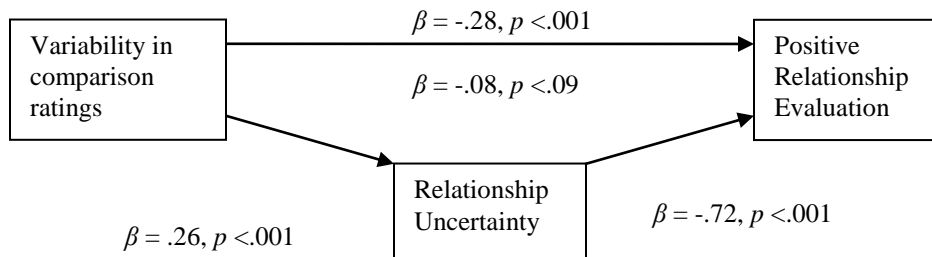 β = -.28, p <.001
Variability in
comparison
ratings
Positive
Relationship
Evaluation
β = -.08, p <.09
Relationship
Uncertainty
β = -.72, p <.001
β = .26, p <.001